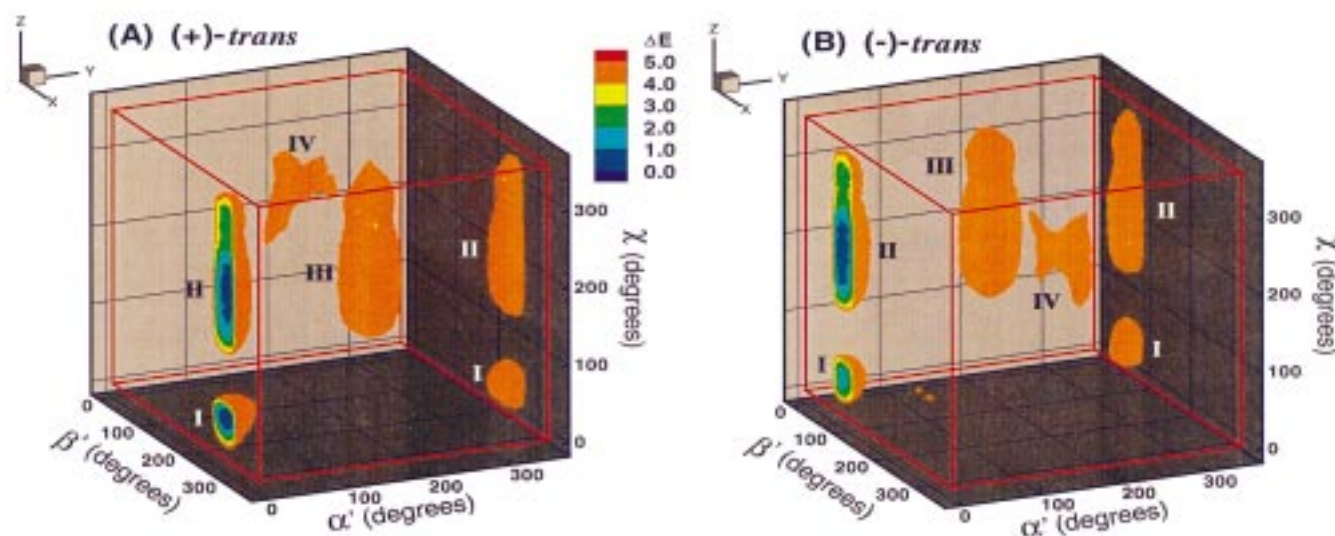 (A) (+)-trans
Z
Y
X
IV
II
III
II
I
I
0
100
200
300
β' (degrees)
0
100
200
300
α' (degrees)
300
200
100
0
χ (degrees)
ΔE
5.0
4.0
3.0
2.0
1.0
0.0
(B) (-)-trans
Z
Y
X
III
II
II
IV
I
I
0
100
200
300
β' (degrees)
0
100
200
300
α' (degrees)
300
200
100
0
χ (degrees)